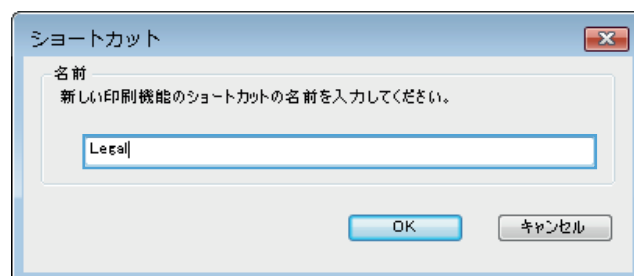 ショートカット
名前
新しい印刷機能のショートカットの名前を入力してください。
Legal
OK
キャンセル